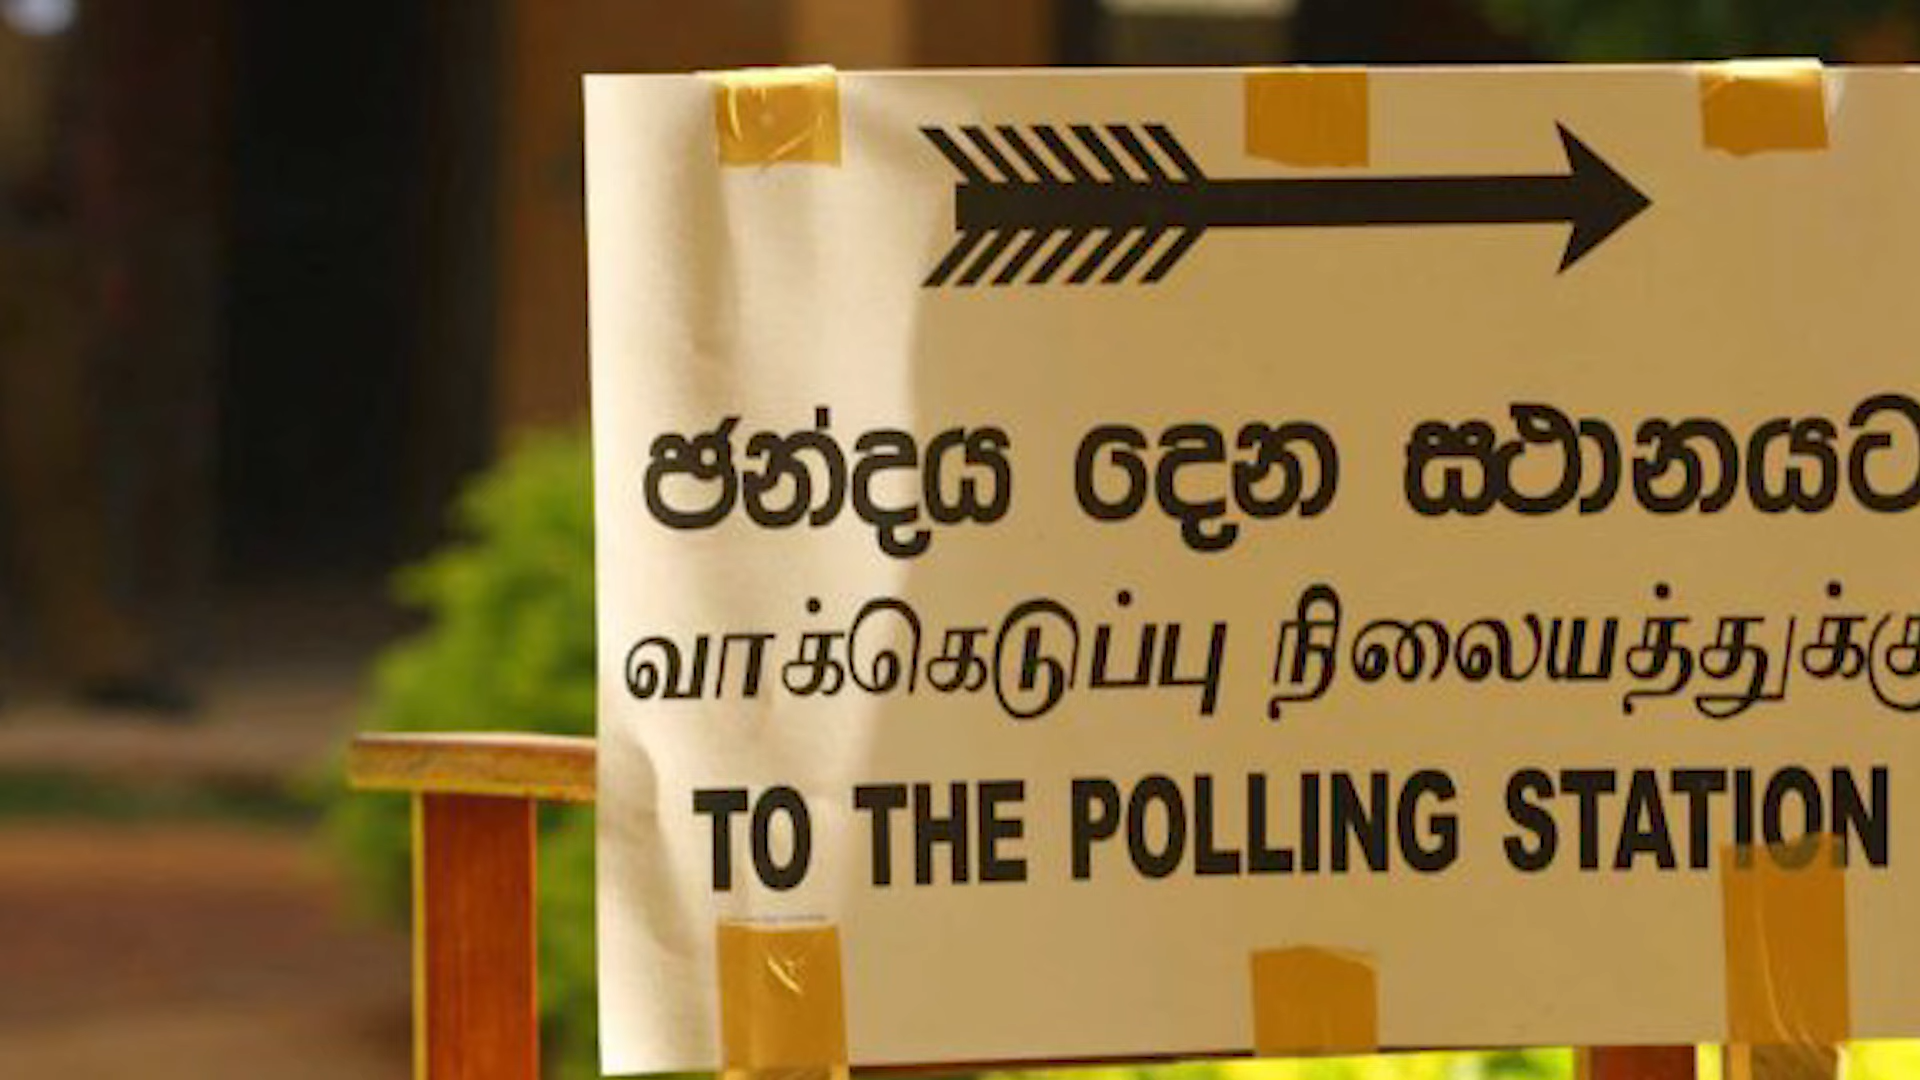 ඡන්දය දෙන ස්ථානයට
வாக்கெடுப்பு நிலையத்துக்கு
TO THE POLLING STATION